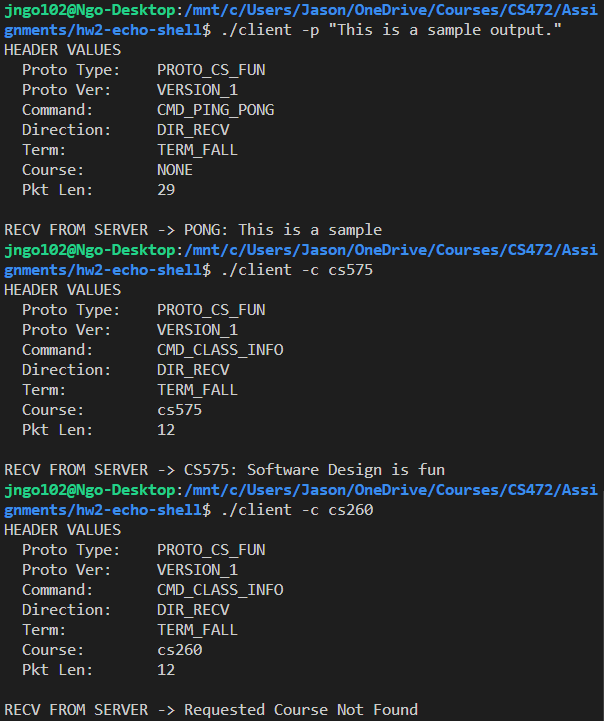 jngo102@Ngo-Desktop:/mnt/c/Users/Jason/OneDrive/Courses/CS472/Assi
gnments/hw2-echo-shell$ ./client -p "This is a sample output."
HEADER VALUES
  Proto Type:    PROTO_CS_FUN
  Proto Ver:     VERSION_1
  Command:       CMD_PING_PONG
  Direction:     DIR_RECV
  Term:          TERM_FALL
  Course:        NONE
  Pkt Len:       29

RECV FROM SERVER -> PONG: This is a sample
jngo102@Ngo-Desktop:/mnt/c/Users/Jason/OneDrive/Courses/CS472/Assi
gnments/hw2-echo-shell$ ./client -c cs575
HEADER VALUES
  Proto Type:    PROTO_CS_FUN
  Proto Ver:     VERSION_1
  Command:       CMD_CLASS_INFO
  Direction:     DIR_RECV
  Term:          TERM_FALL
  Course:        cs575
  Pkt Len:       12

RECV FROM SERVER -> CS575: Software Design is fun
jngo102@Ngo-Desktop:/mnt/c/Users/Jason/OneDrive/Courses/CS472/Assi
gnments/hw2-echo-shell$ ./client -c cs260
HEADER VALUES
  Proto Type:    PROTO_CS_FUN
  Proto Ver:     VERSION_1
  Command:       CMD_CLASS_INFO
  Direction:     DIR_RECV
  Term:          TERM_FALL
  Course:        cs260
  Pkt Len:       12

RECV FROM SERVER -> Requested Course Not Found